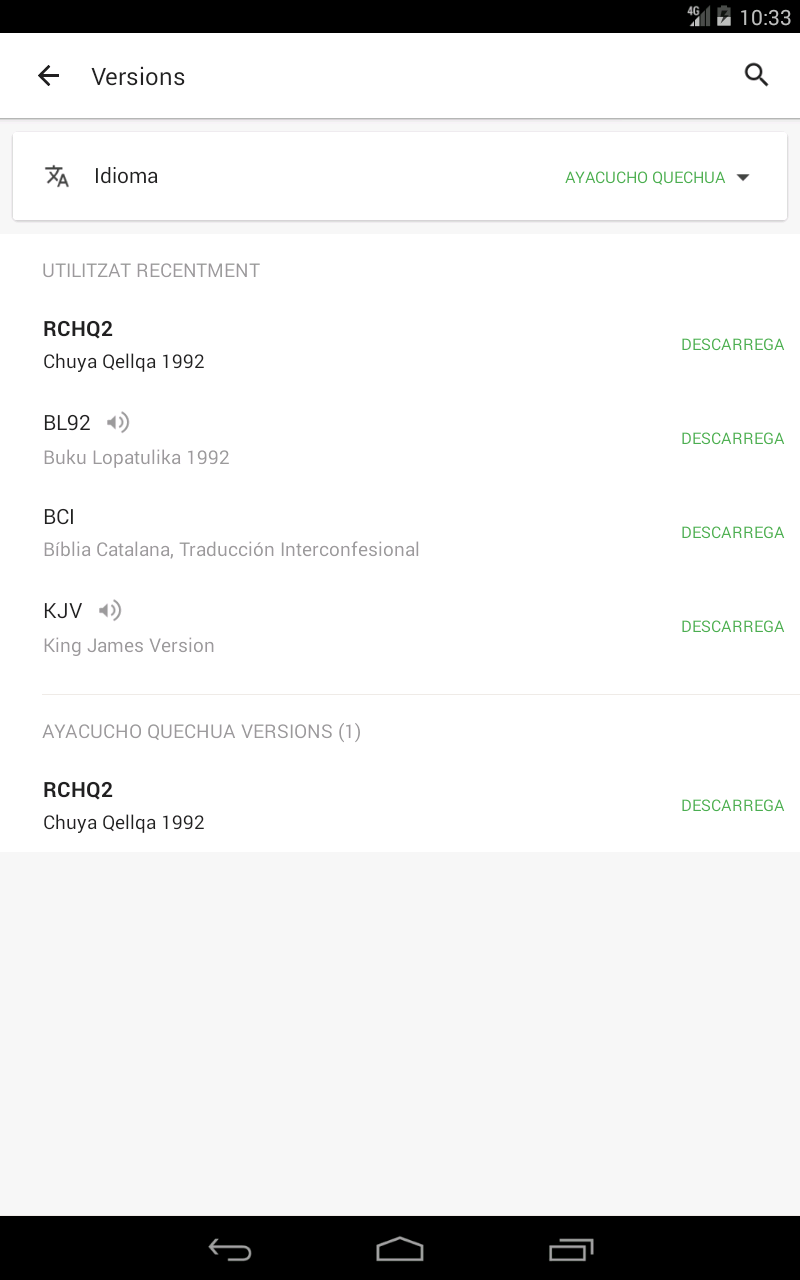 4G 10:33
Versions
Idioma AYACUCHO QUECHUA
UTILITZAT RECENTMENT
RCHQ2
Chuya Qellqa 1992
DESCARREGA
BL92
Buku Lopatulika 1992
DESCARREGA
BCI
Bíblia Catalana, Traducción Interconfesional
DESCARREGA
KJV
King James Version
DESCARREGA
AYACUCHO QUECHUA VERSIONS (1)
RCHQ2
Chuya Qellqa 1992
DESCARREGA